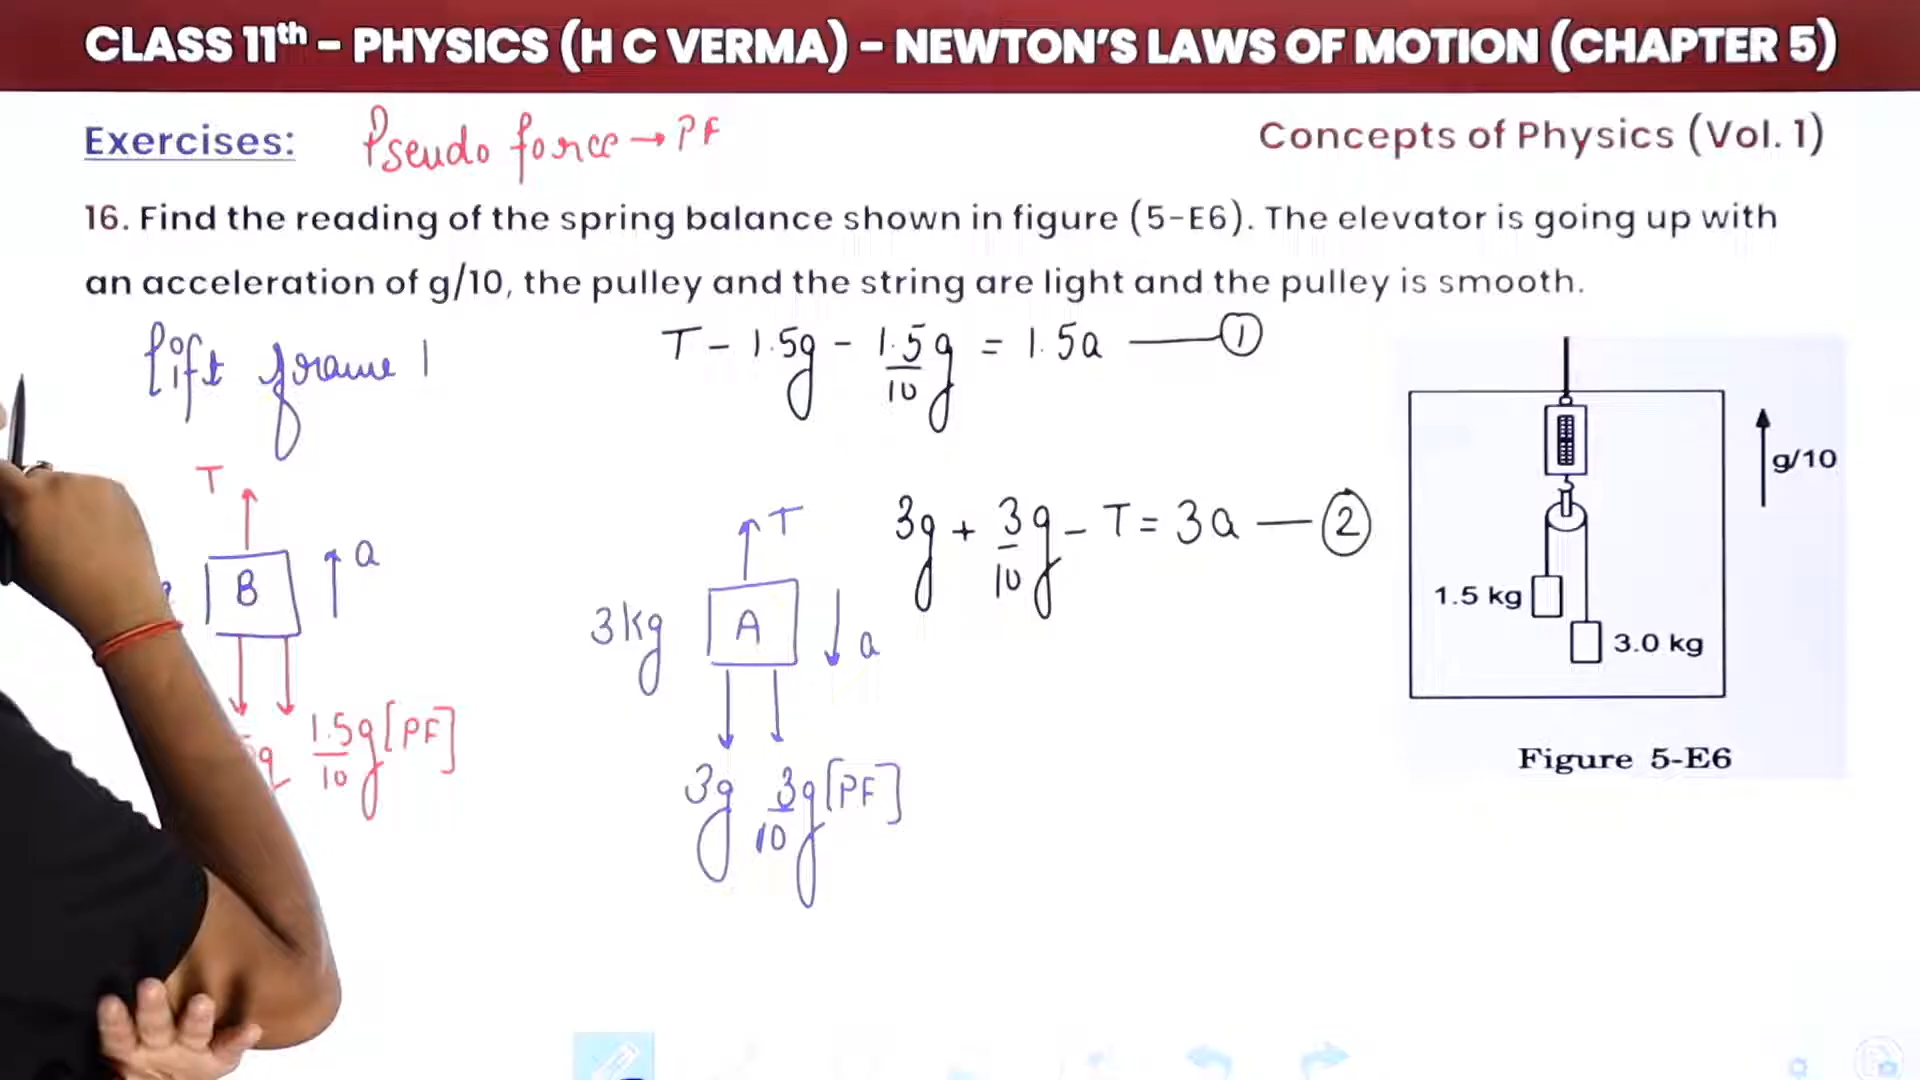 CLASS 11th – PHYSICS (H C VERMA) – NEWTON'S LAWS OF MOTION (CHAPTER 5)
Exercises: Pseudo force → PF
Concepts of Physics (Vol. 1)
16. Find the reading of the spring balance shown in figure (5-E6). The elevator is going up with
an acceleration of g/10, the pulley and the string are light and the pulley is smooth.
lift frame |
T – 1.5g – 1.5/10 g = 1.5a —— ①
3g + 3/10 g – T = 3a — ②
T
B
a
g 1.5/10 g [PF]
T
3kg A a
3g 3/10 g [PF]
g/10
1.5 kg
3.0 kg
Figure 5-E6